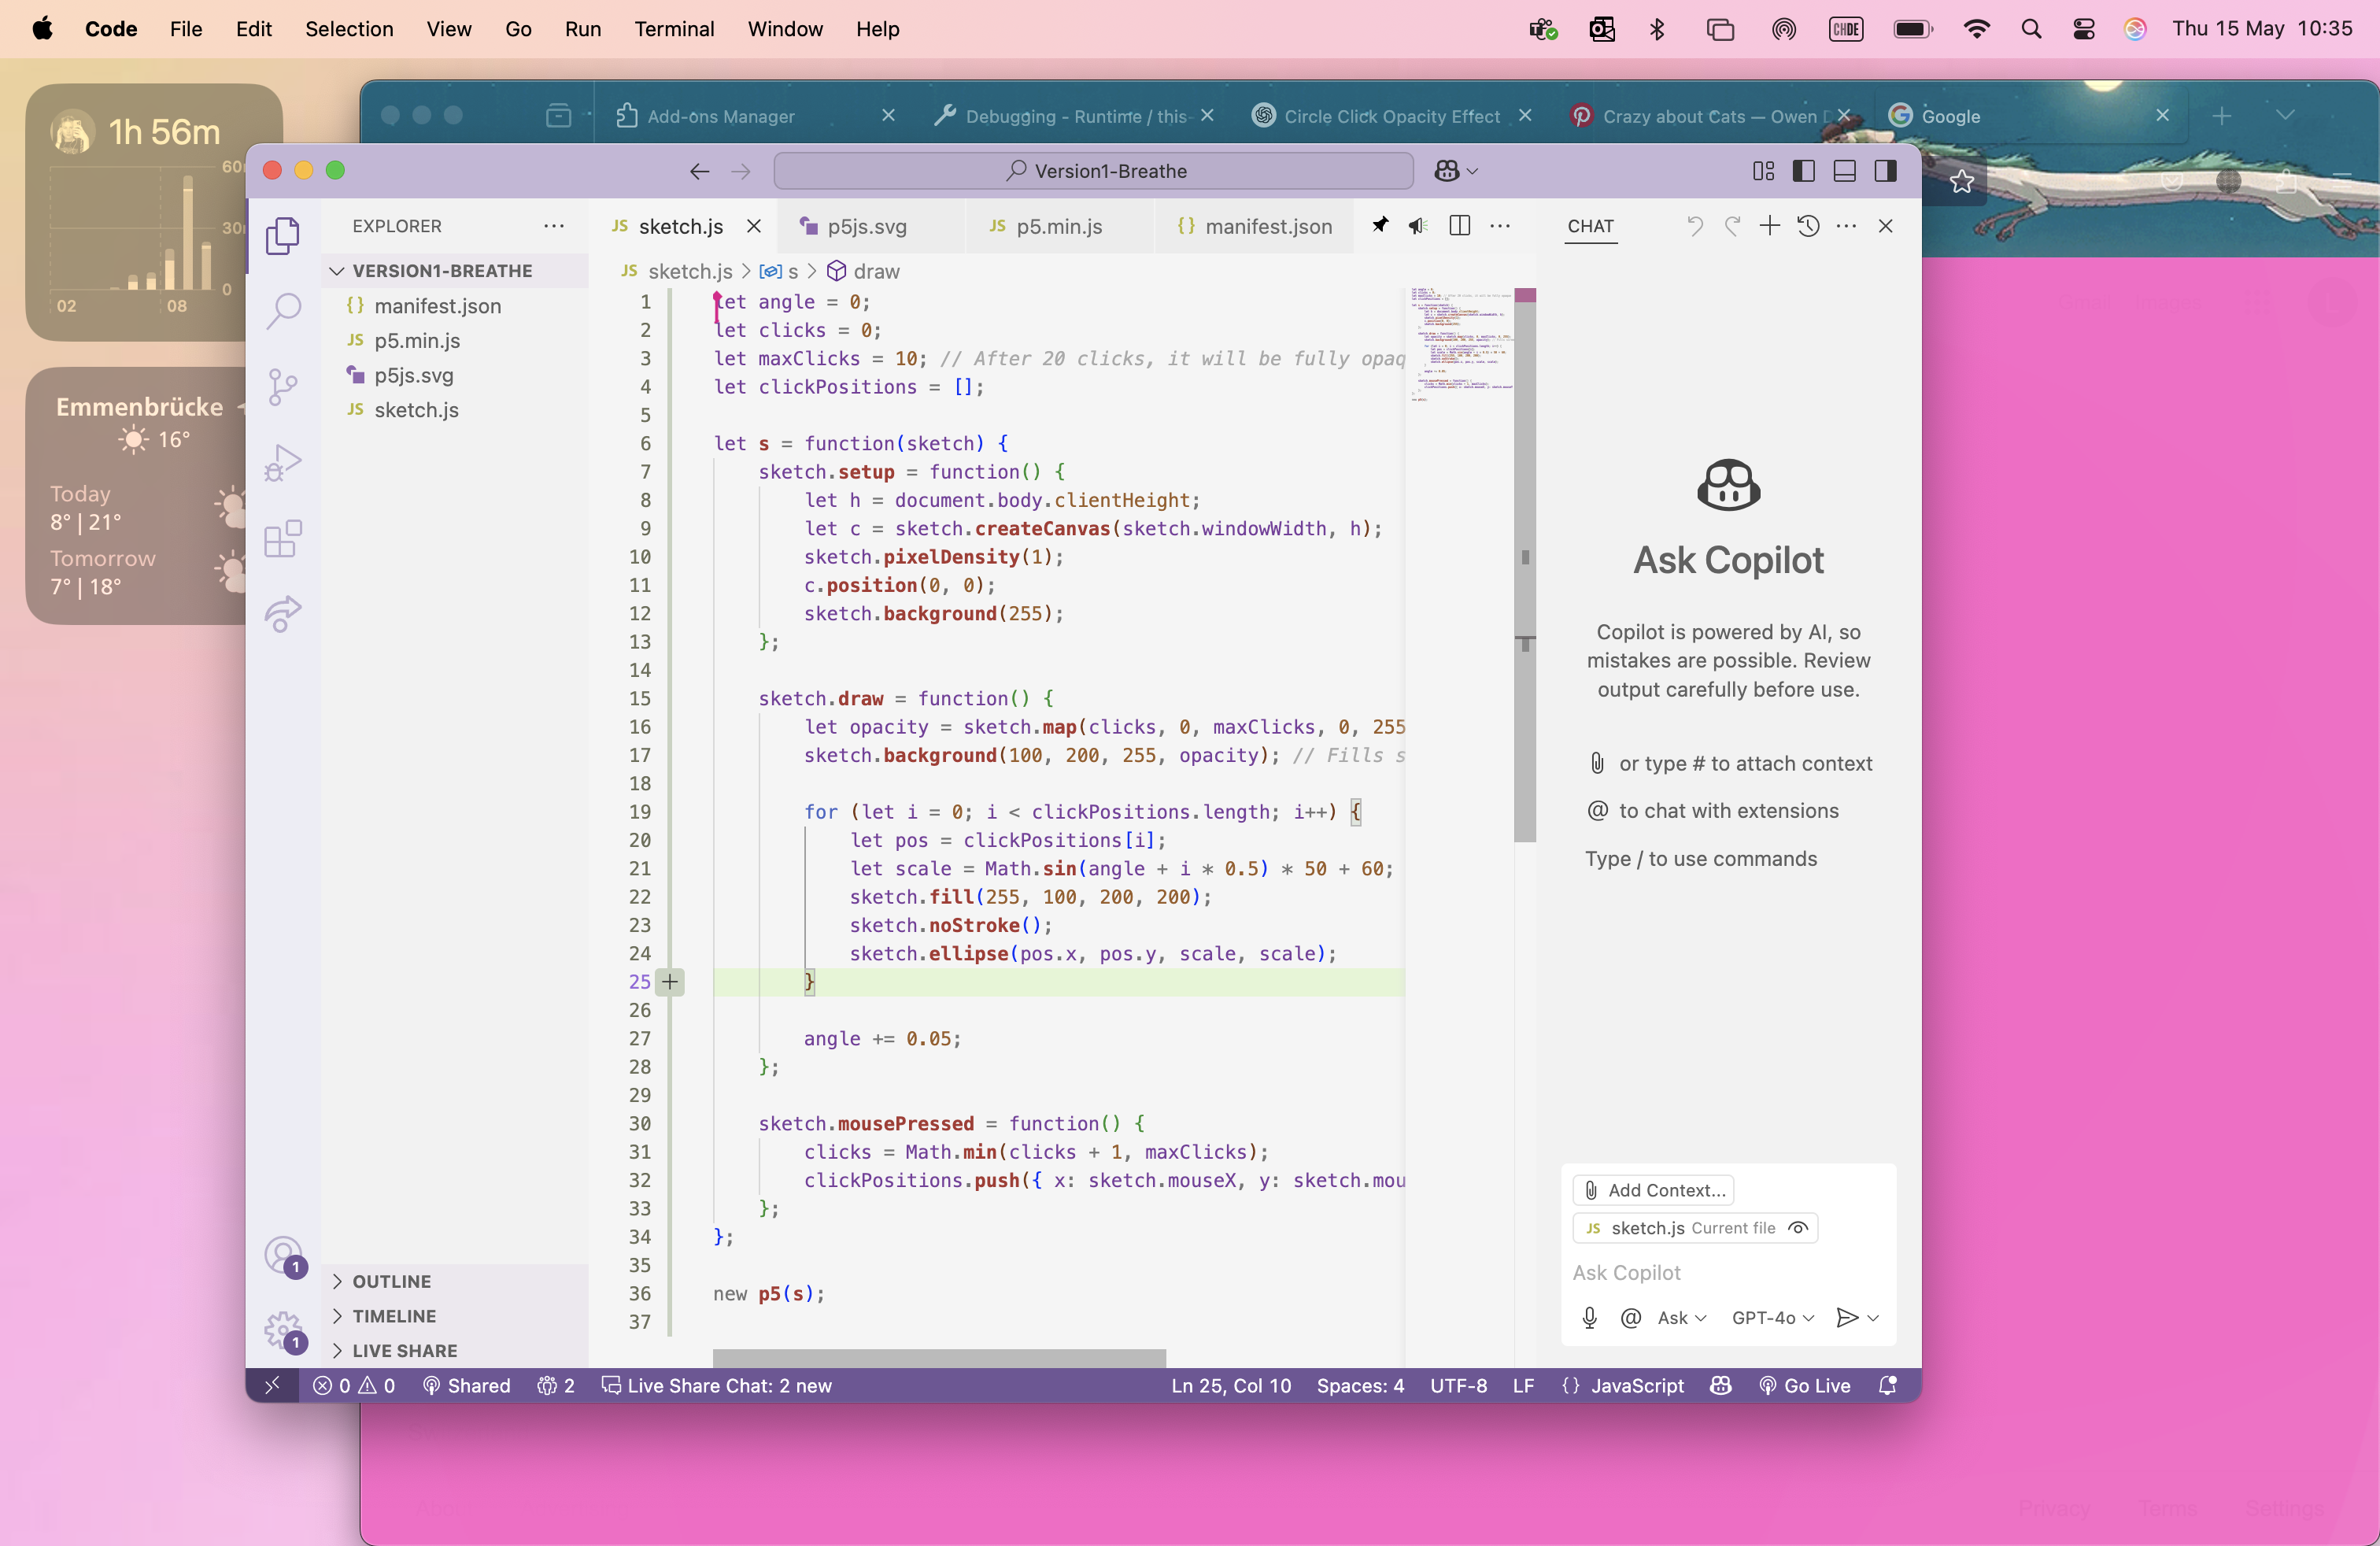 Code File Edit Selection View Go Run Terminal Window Help
CHDE Thu 15 May 10:35
1h 56m
60
30
0
02 08
Emmenbrücke
16°
Today
8° | 21°
Tomorrow
7° | 18°
Add-ons Manager
Debugging - Runtime / this-
Circle Click Opacity Effect
Crazy about Cats — Owen D
Google
Version1-Breathe
EXPLORER
VERSION1-BREATHE
{} manifest.json
JS p5.min.js
p5js.svg
JS sketch.js
OUTLINE
TIMELINE
LIVE SHARE
1
1
JS sketch.js
p5js.svg
JS p5.min.js
{} manifest.json
JS sketch.js > s > draw
1 let angle = 0;
2 let clicks = 0;
3 let maxClicks = 10; // After 20 clicks, it will be fully opaq
4 let clickPositions = [];
5
6 let s = function(sketch) {
7 sketch.setup = function() {
8 let h = document.body.clientHeight;
9 let c = sketch.createCanvas(sketch.windowWidth, h);
10 sketch.pixelDensity(1);
11 c.position(0, 0);
12 sketch.background(255);
13 };
14
15 sketch.draw = function() {
16 let opacity = sketch.map(clicks, 0, maxClicks, 0, 255
17 sketch.background(100, 200, 255, opacity); // Fills s
18
19 for (let i = 0; i < clickPositions.length; i++) {
20 let pos = clickPositions[i];
21 let scale = Math.sin(angle + i * 0.5) * 50 + 60;
22 sketch.fill(255, 100, 200, 200);
23 sketch.noStroke();
24 sketch.ellipse(pos.x, pos.y, scale, scale);
25 }
26
27 angle += 0.05;
28 };
29
30 sketch.mousePressed = function() {
31 clicks = Math.min(clicks + 1, maxClicks);
32 clickPositions.push({ x: sketch.mouseX, y: sketch.mou
33 };
34 };
35
36 new p5(s);
37
CHAT
Ask Copilot
Copilot is powered by AI, so
mistakes are possible. Review
output carefully before use.
or type # to attach context
@ to chat with extensions
Type / to use commands
Add Context...
JS sketch.js Current file
Ask Copilot
@ Ask GPT-4o
0 0 Shared 2 Live Share Chat: 2 new
Ln 25, Col 10 Spaces: 4 UTF-8 LF {} JavaScript Go Live
Privacy Terms Settings